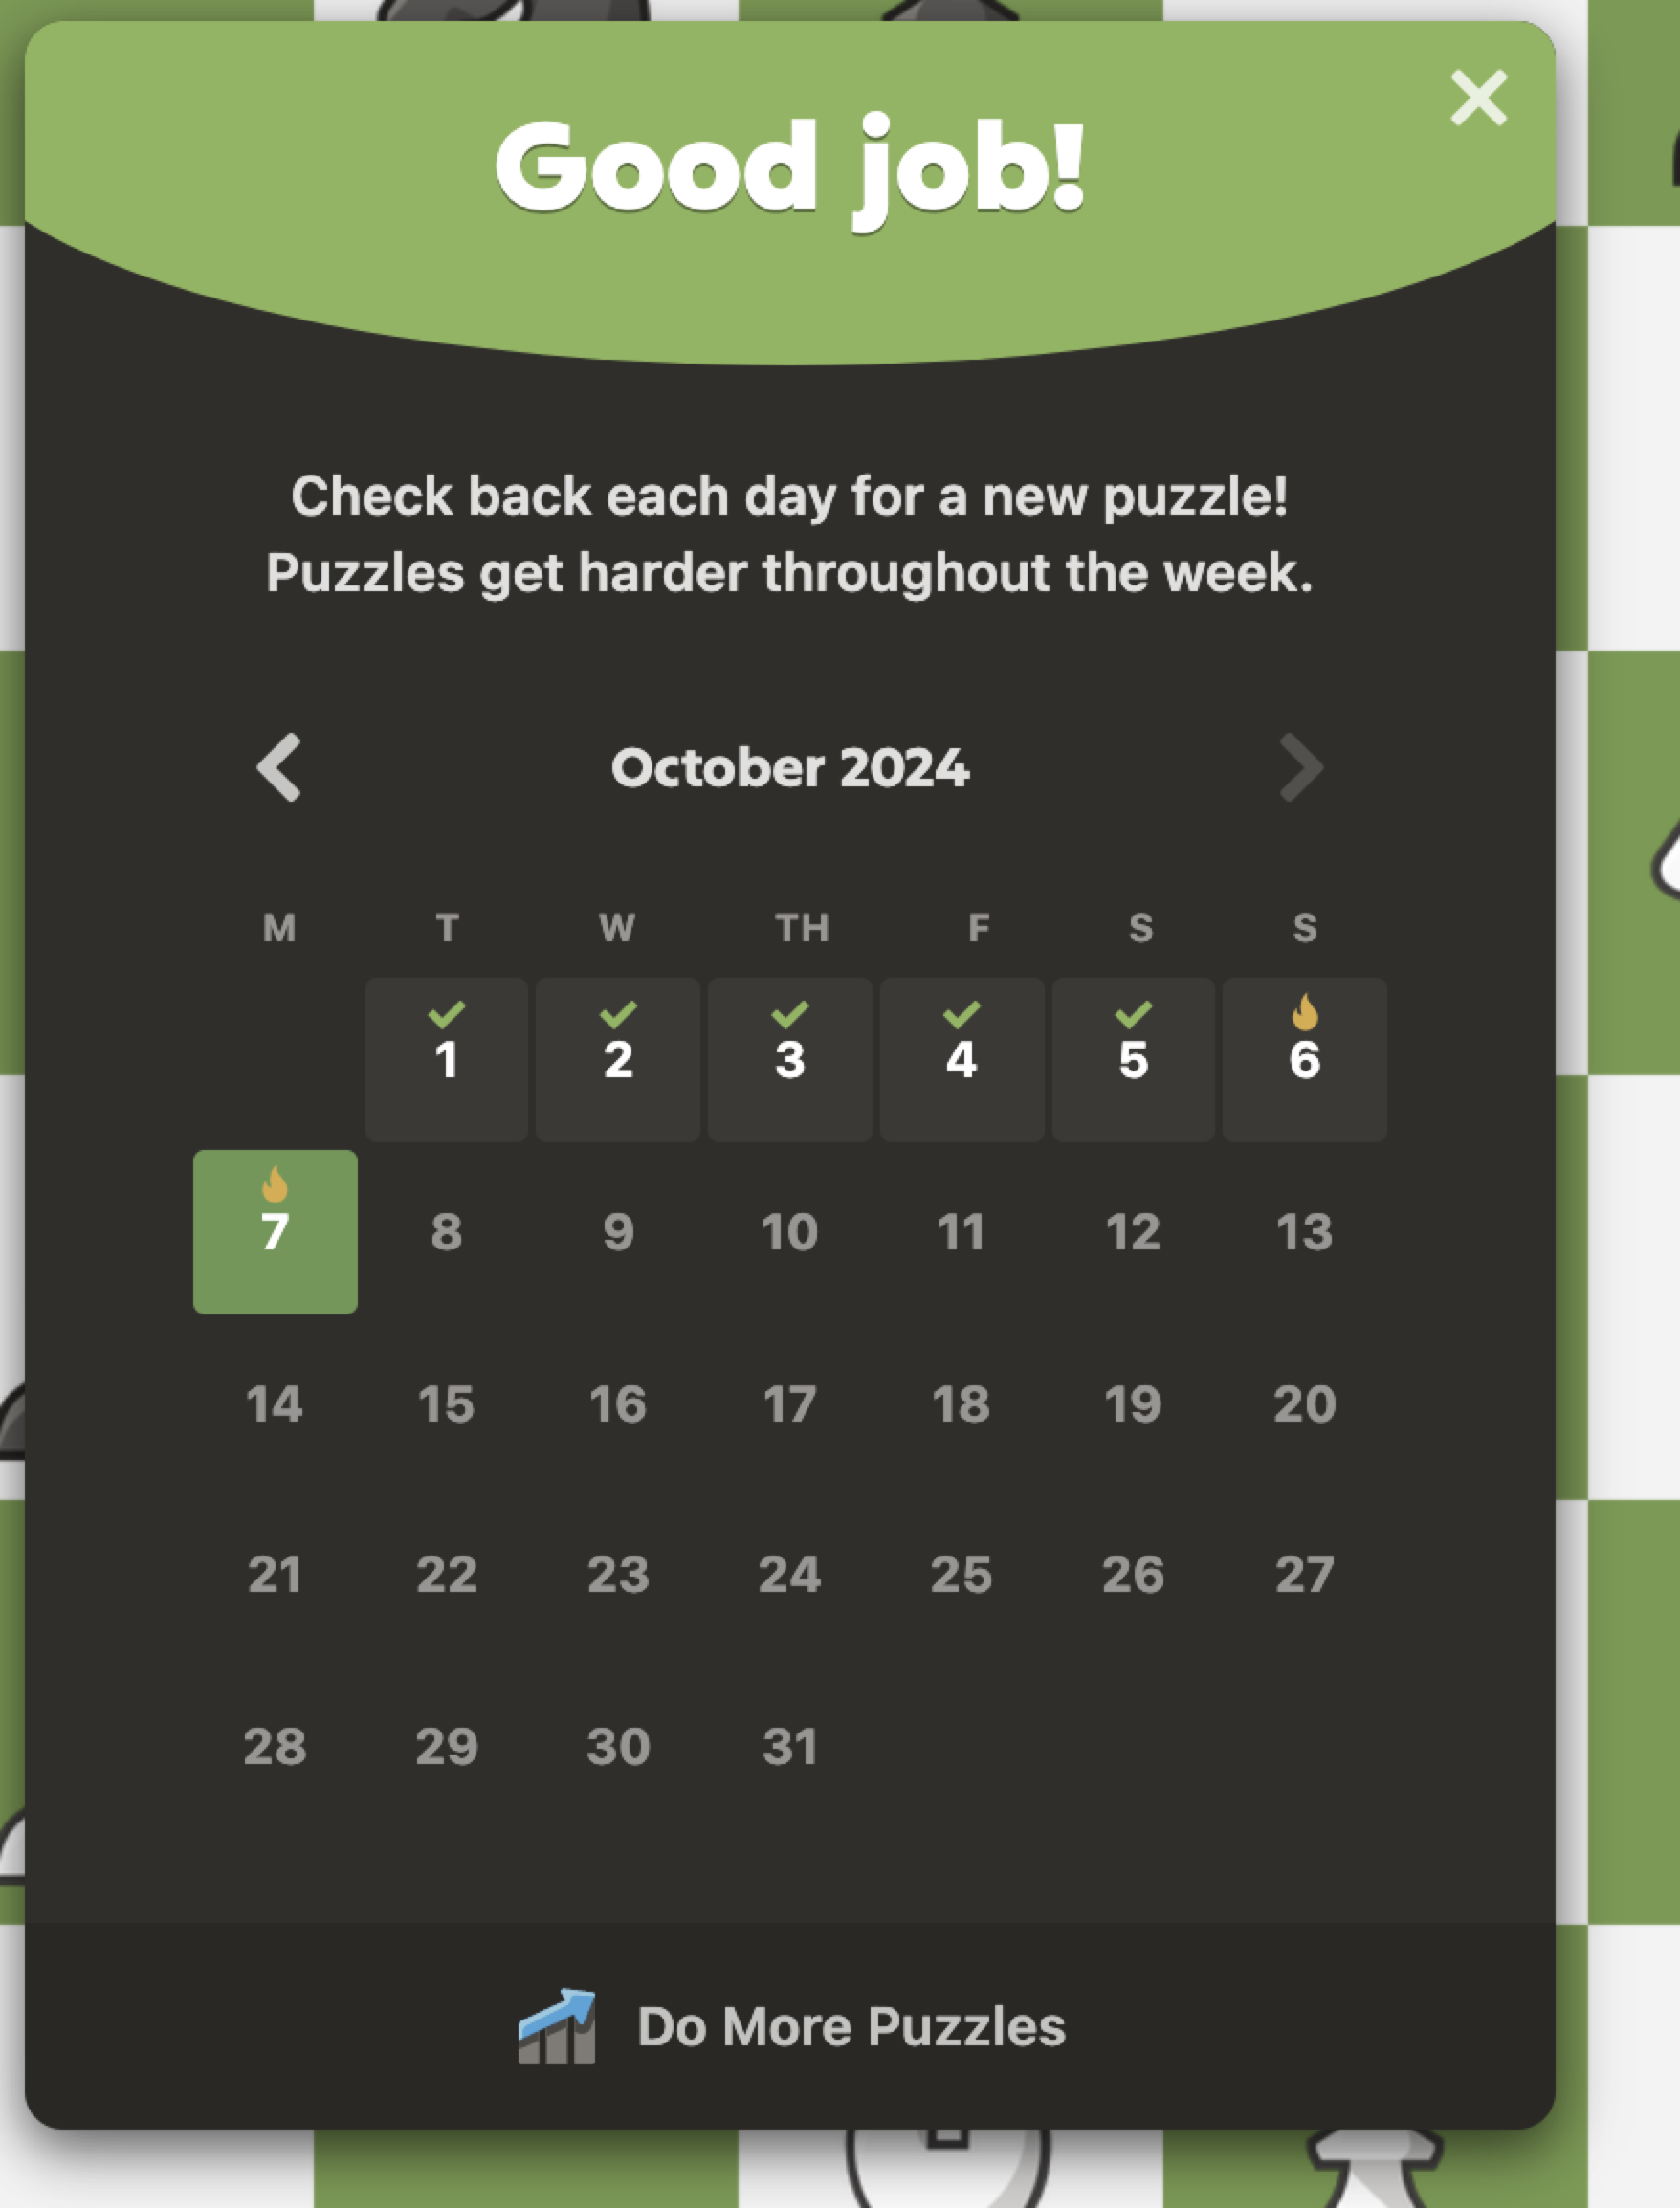 Good job!
Check back each day for a new puzzle!
Puzzles get harder throughout the week.
October 2024
M T W TH F S S
1 2 3 4 5 6
7 8 9 10 11 12 13
14 15 16 17 18 19 20
21 22 23 24 25 26 27
28 29 30 31
Do More Puzzles